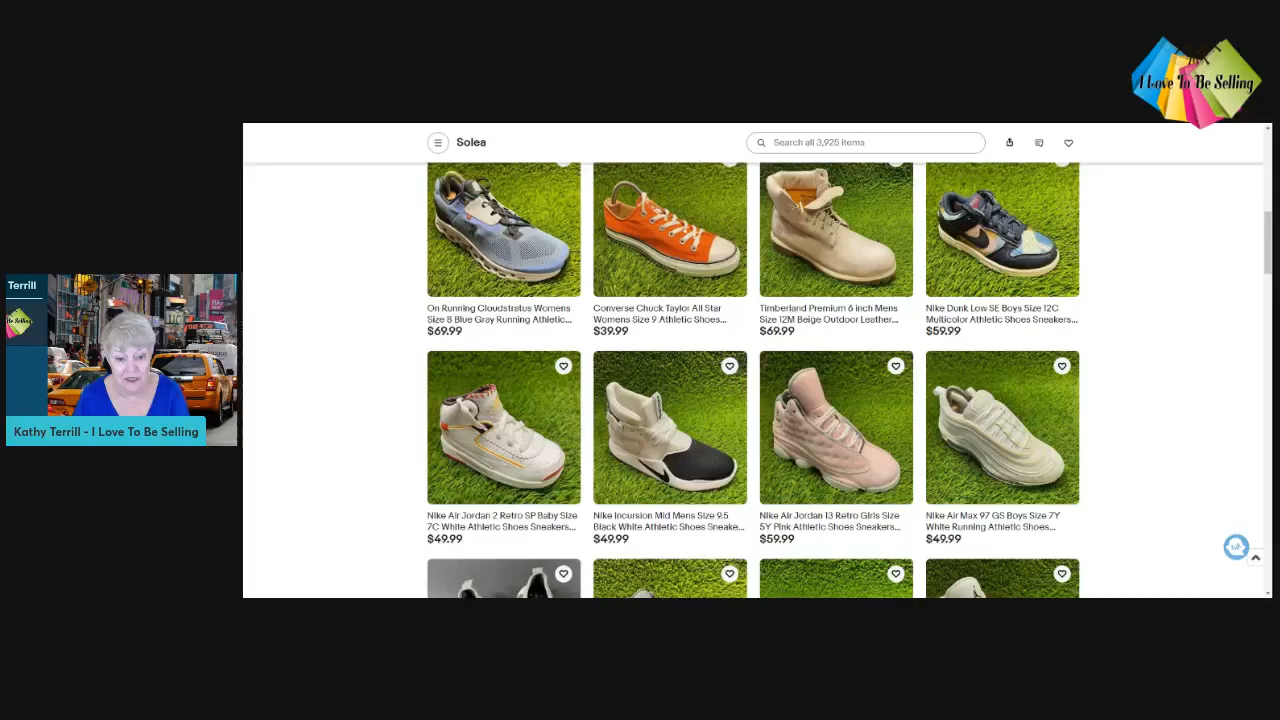 I Love To Be Selling
Solea
Search all 3,925 items
On Running Cloudstratus Womens
Size 8 Blue Gray Running Athletic...
$69.99
Converse Chuck Taylor All Star
Womens Size 9 Athletic Shoes...
$39.99
Timberland Premium 6 inch Mens
Size 12M Beige Outdoor Leather...
$69.99
Nike Dunk Low SE Boys Size 12C
Multicolor Athletic Shoes Sneakers...
$59.99
Terrill
Kathy Terrill - I Love To Be Selling
Nike Air Jordan 2 Retro SP Baby Size
7C White Athletic Shoes Sneakers...
$49.99
Nike Incursion Mid Mens Size 9.5
Black White Athletic Shoes Sneake...
$49.99
Nike Air Jordan 13 Retro Girls Size
5Y Pink Athletic Shoes Sneakers...
$59.99
Nike Air Max 97 GS Boys Size 7Y
White Running Athletic Shoes...
$49.99